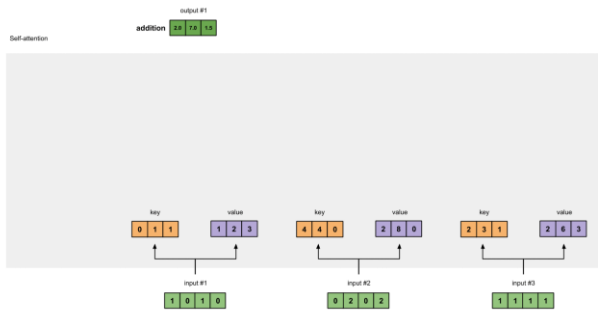 output #1
addition 2.0 7.0 1.5
Self-attention
key value key value key value
0 1 1 1 2 3 4 4 0 2 8 0 2 3 1 2 6 3
input #1 input #2 input #3
1 0 1 0 0 2 0 2 1 1 1 1